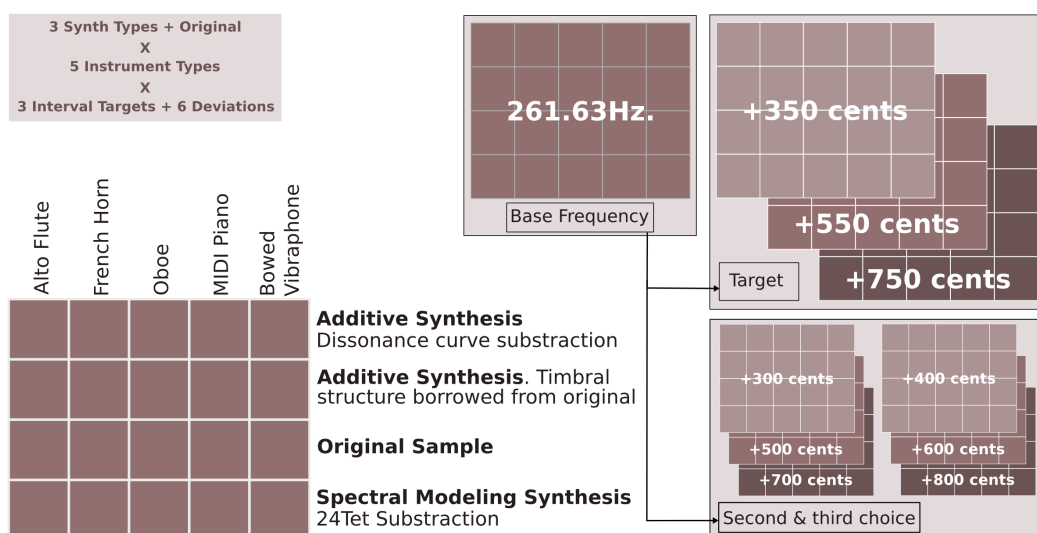 3 Synth Types + Original
X
5 Instrument Types
X
3 Interval Targets + 6 Deviations
261.63Hz.
Base Frequency
+350 cents
+550 cents
+750 cents
Target
Alto Flute
French Horn
Oboe
MIDI Piano
Bowed
Vibraphone
Additive Synthesis
Dissonance curve substraction
Additive Synthesis. Timbral
structure borrowed from original
Original Sample
Spectral Modeling Synthesis
24Tet Substraction
+300 cents
+500 cents
+700 cents
+400 cents
+600 cents
+800 cents
Second & third choice